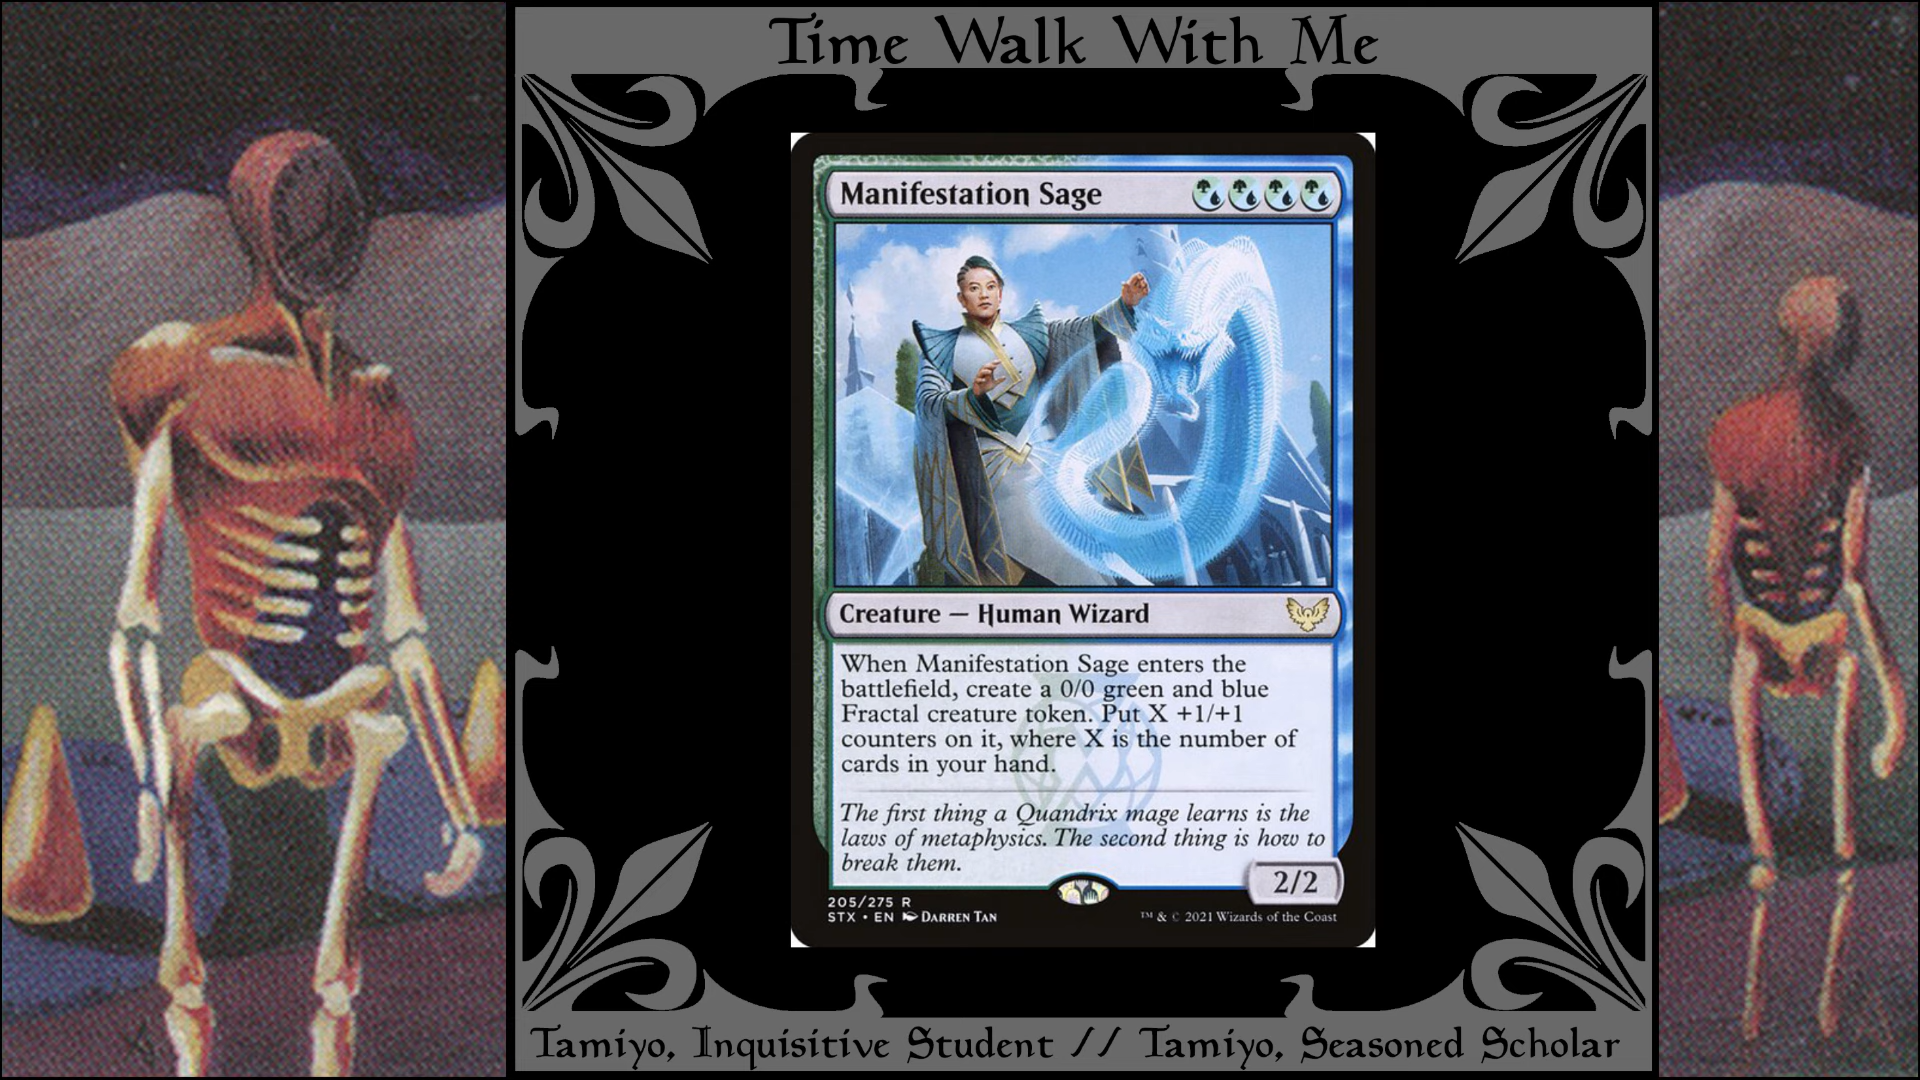 Time Walk With Me
Manifestation Sage
Creature — Human Wizard
When Manifestation Sage enters the
battlefield, create a 0/0 green and blue
Fractal creature token. Put X +1/+1
counters on it, where X is the number of
cards in your hand.
The first thing a Quandrix mage learns is the
laws of metaphysics. The second thing is how to
break them.
2/2
205/275 R
STX • EN DARREN TAN
™ & © 2021 Wizards of the Coast
Tamiyo, Inquisitive Student // Tamiyo, Seasoned Scholar